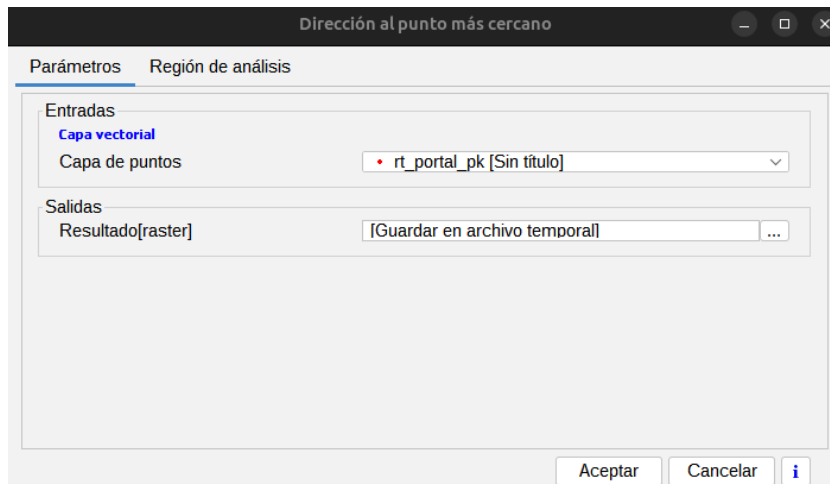 Dirección al punto más cercano
Parámetros Región de análisis
Entradas
Capa vectorial
Capa de puntos rt_portal_pk [Sin título]
Salidas
Resultado[raster] [Guardar en archivo temporal] ...
Aceptar Cancelar i